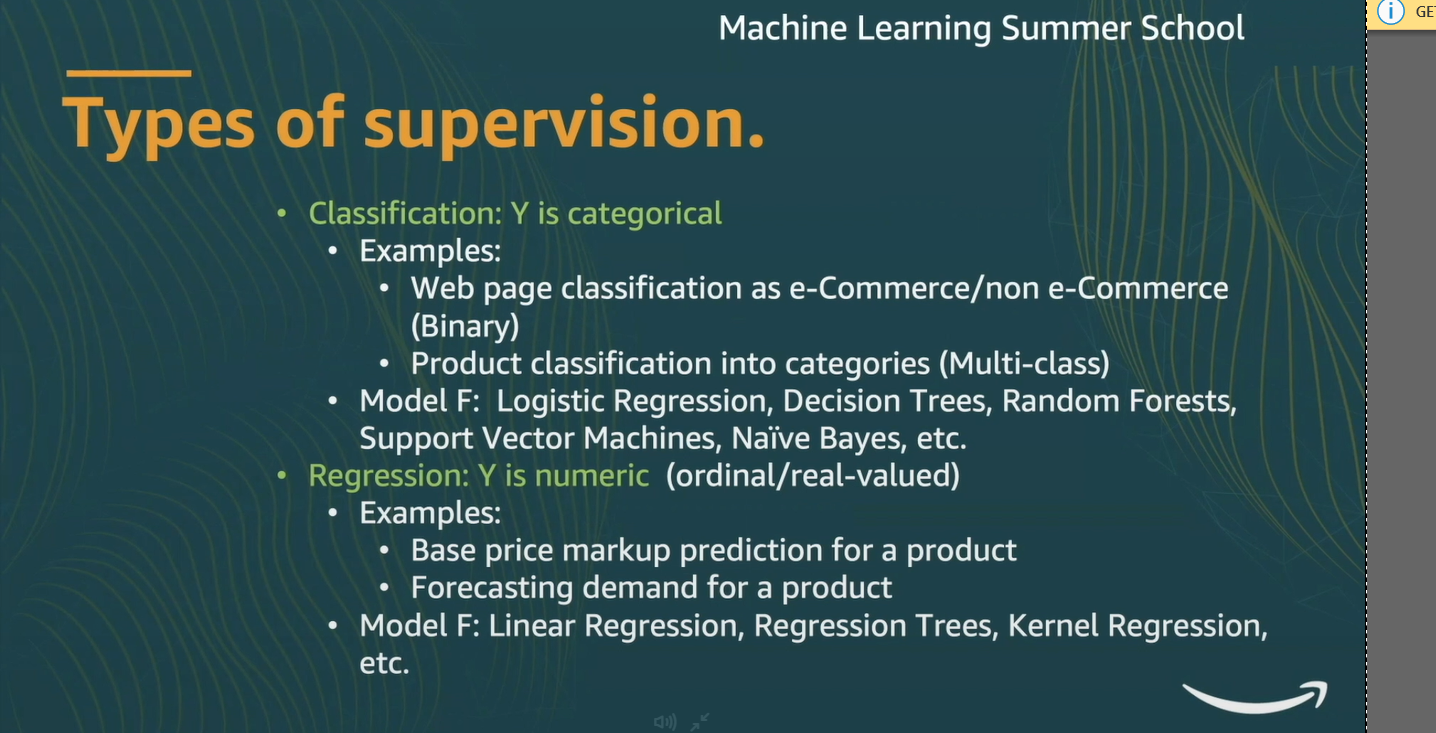 Machine Learning Summer School
GET
Types of supervision.
• Classification: Y is categorical
• Examples:
• Web page classification as e-Commerce/non e-Commerce
(Binary)
• Product classification into categories (Multi-class)
• Model F:  Logistic Regression, Decision Trees, Random Forests,
Support Vector Machines, Naïve Bayes, etc.
• Regression: Y is numeric  (ordinal/real-valued)
• Examples:
• Base price markup prediction for a product
• Forecasting demand for a product
• Model F: Linear Regression, Regression Trees, Kernel Regression,
etc.